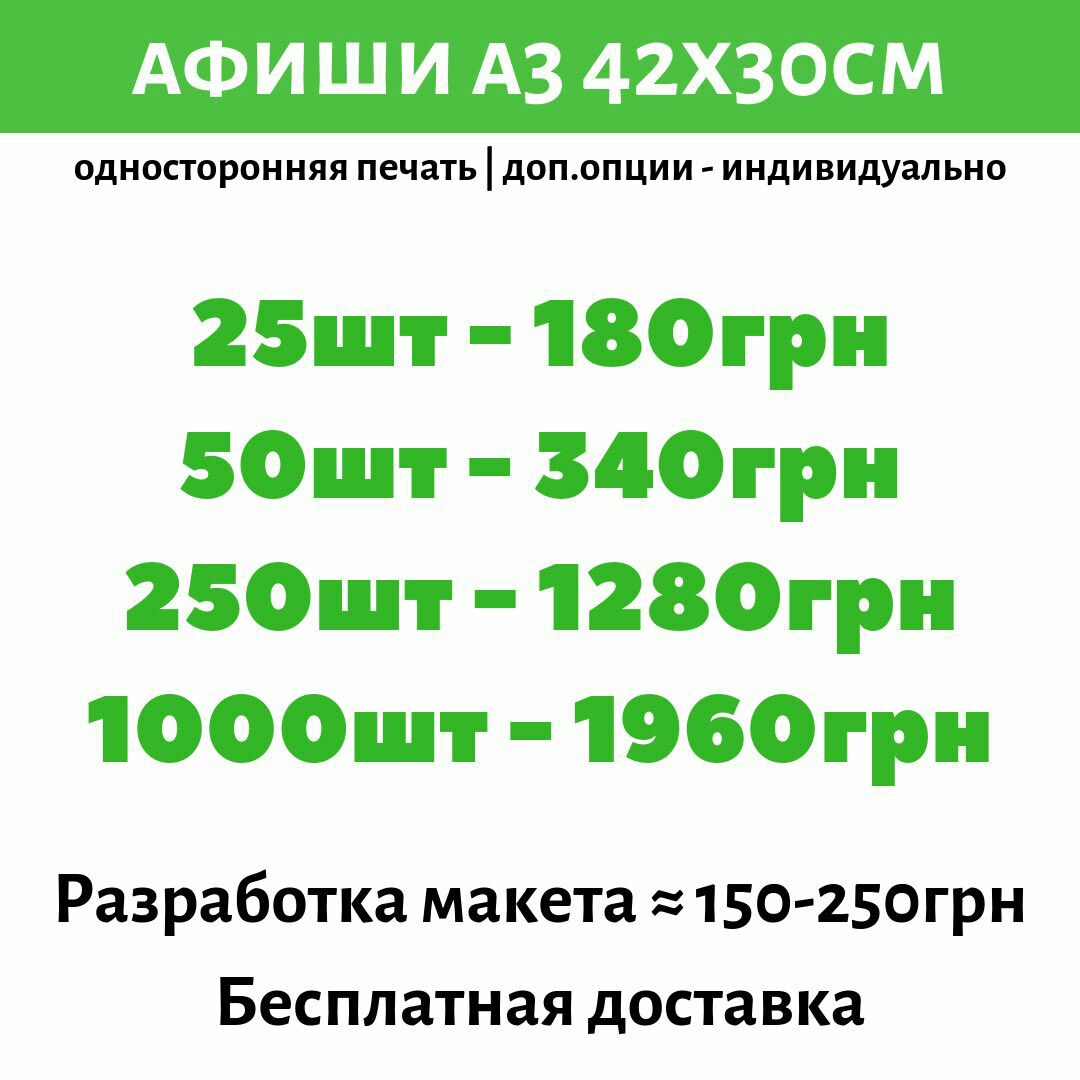 АФИШИ А3 42Х30СМ
односторонняя печать | доп.опции - индивидуально
25шт - 180грн
50шт - 340грн
250шт - 1280грн
1000шт - 1960грн
Разработка макета ≈ 150-250грн
Бесплатная доставка